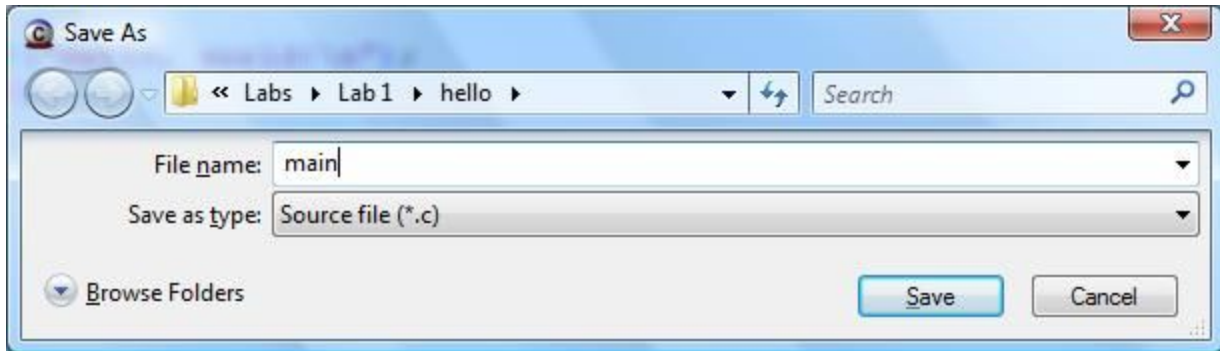 Save As
« Labs ▸ Lab 1 ▸ hello ▸ Search
File name: main
Save as type: Source file (*.c)
Browse Folders Save Cancel